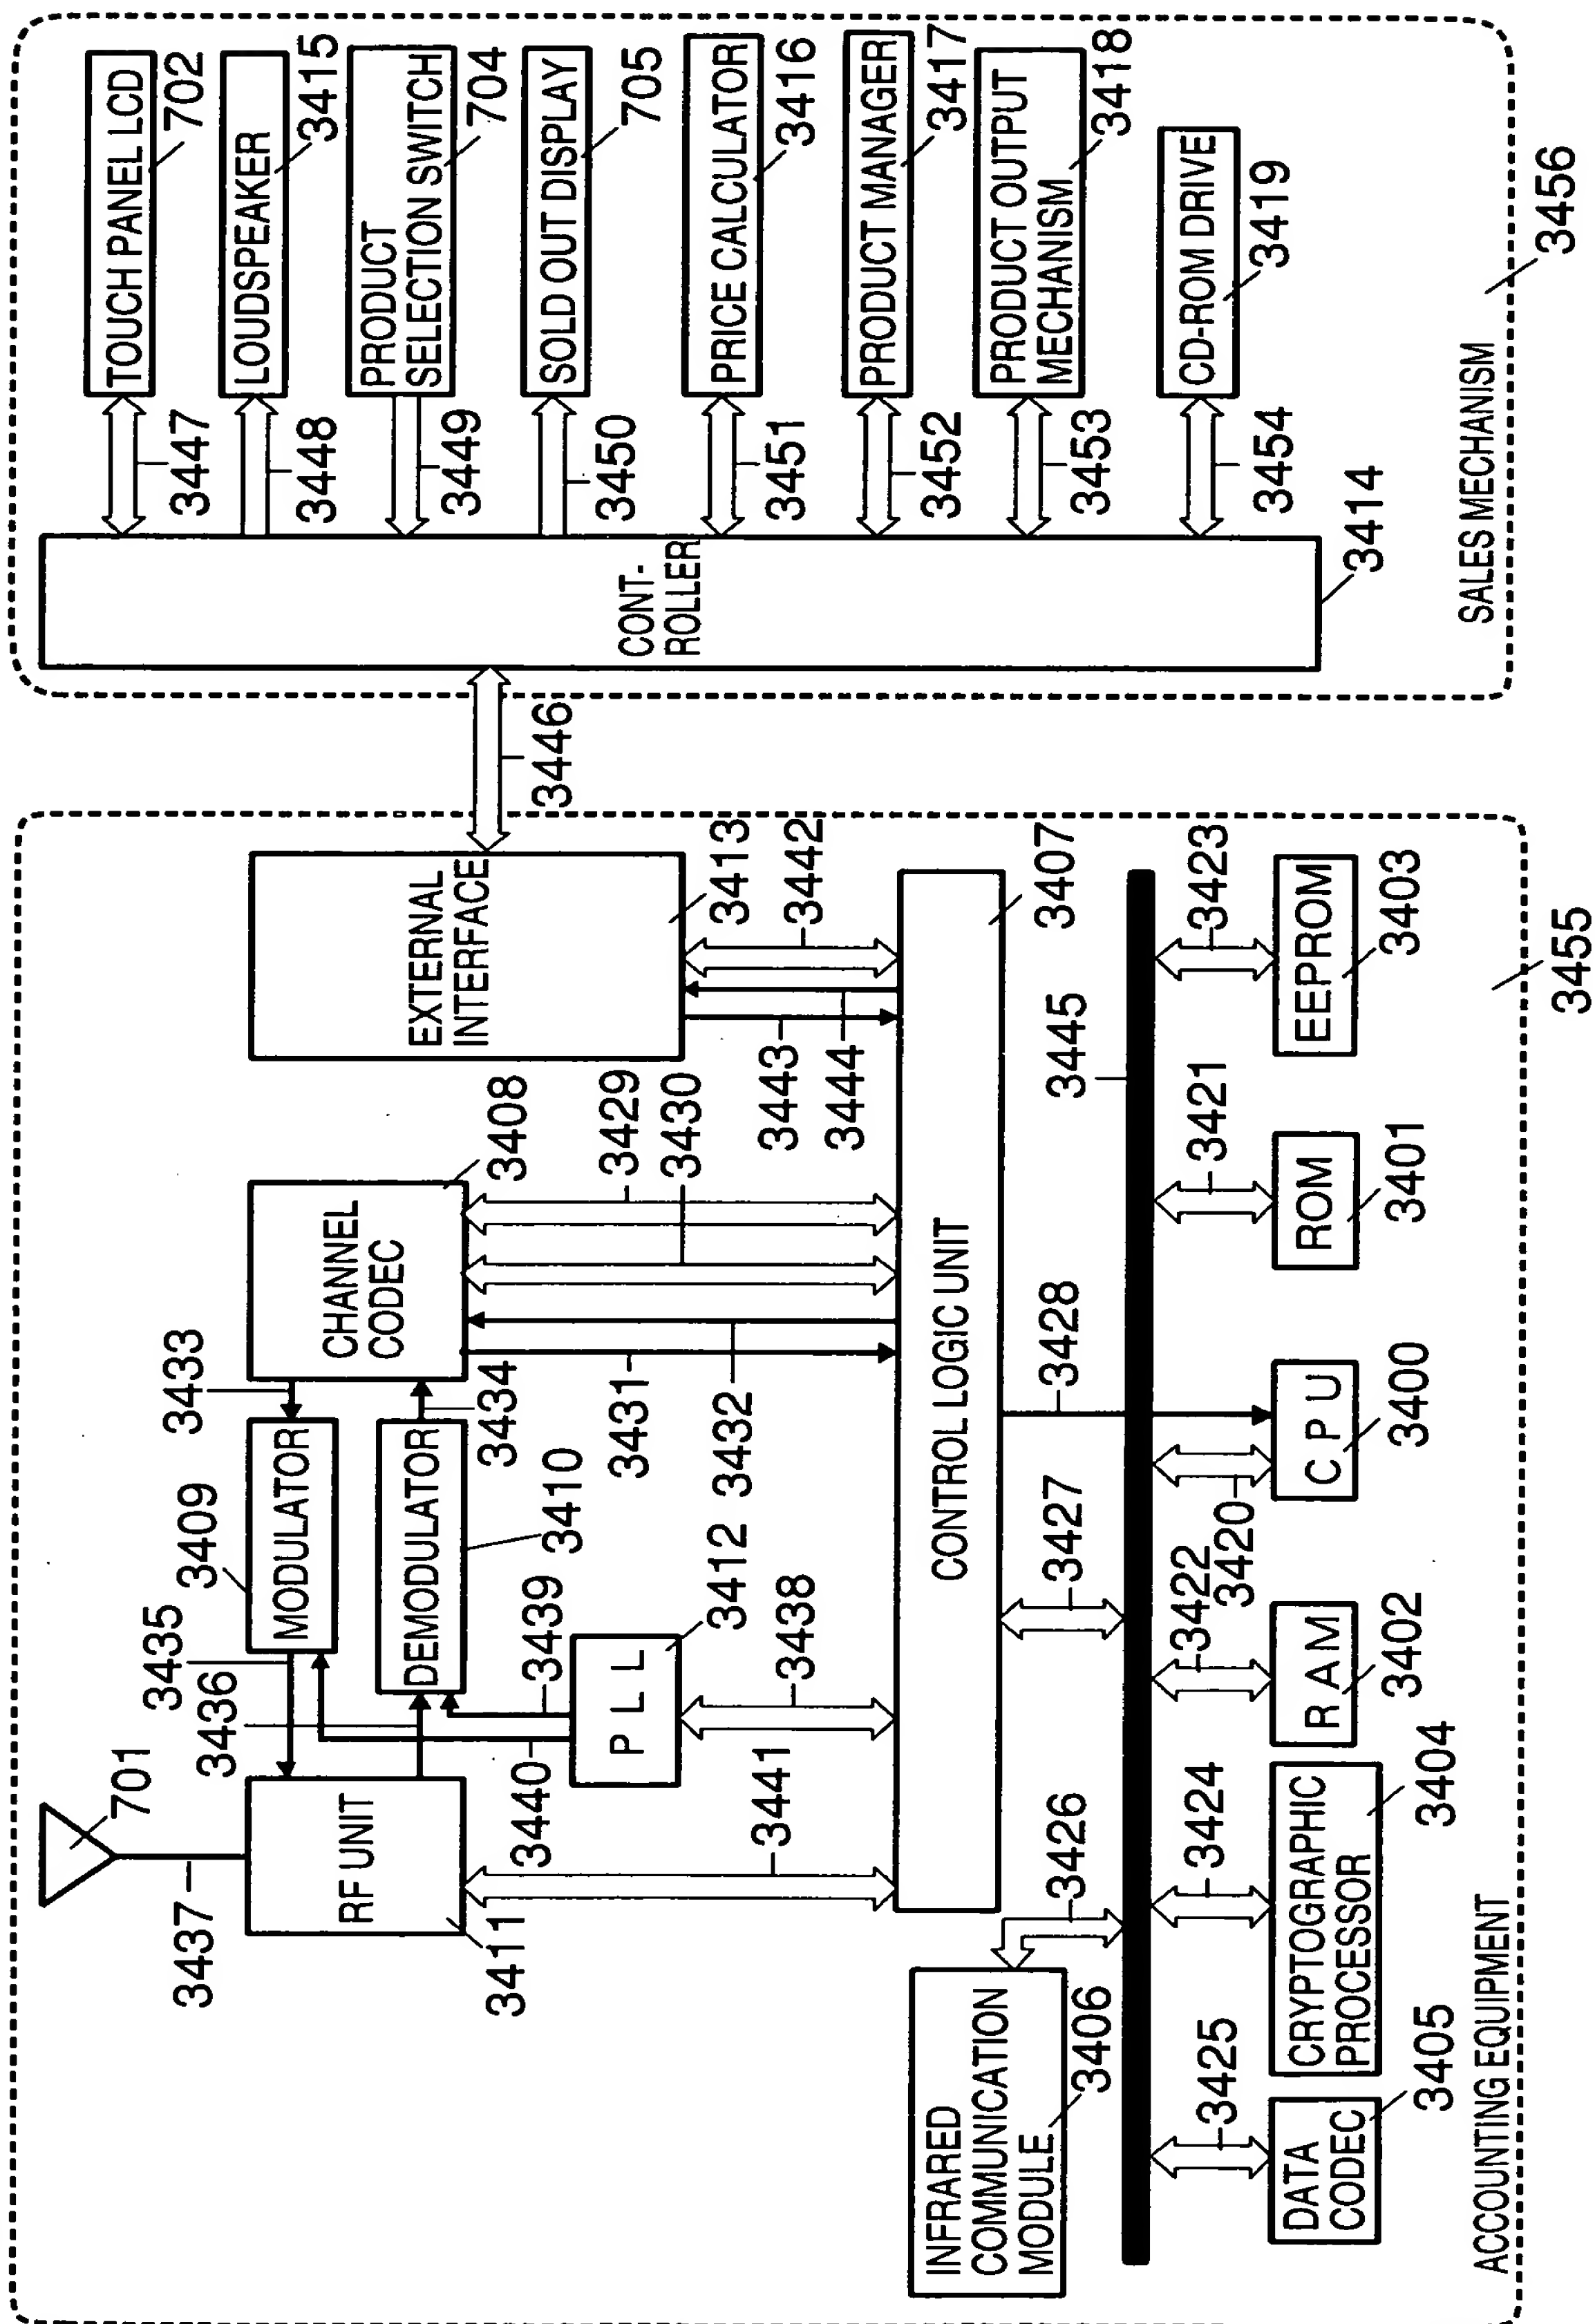 701
3437
RF UNIT
3411
3435
3436
3409
MODULATOR
DEMODULATOR
3410
3433
3434
CHANNEL
CODEC
3408
3439
3440
P L L
3412
3438
3441
3431
3432
3429
3430
EXTERNAL
INTERFACE
3413
3442
3443
3444
3446
CONTROL LOGIC UNIT
3407
INFRARED
COMMUNICATION
MODULE
3406
3426
3427
3428
3445
3425
3424
3422
3420
3421
3423
DATA
CODEC
3405
CRYPTOGRAPHIC
PROCESSOR
3404
R A M
3402
C P U
3400
ROM
3401
EEPROM
3403
ACCOUNTING EQUIPMENT
3455
CONT-
ROLLER
3414
3447
TOUCH PANEL LCD
702
3448
LOUDSPEAKER
3415
3449
PRODUCT
SELECTION SWITCH
704
3450
SOLD OUT DISPLAY
705
3451
PRICE CALCULATOR
3416
3452
PRODUCT MANAGER
3417
3453
PRODUCT OUTPUT
MECHANISM
3418
3454
CD-ROM DRIVE
3419
SALES MECHANISM
3456